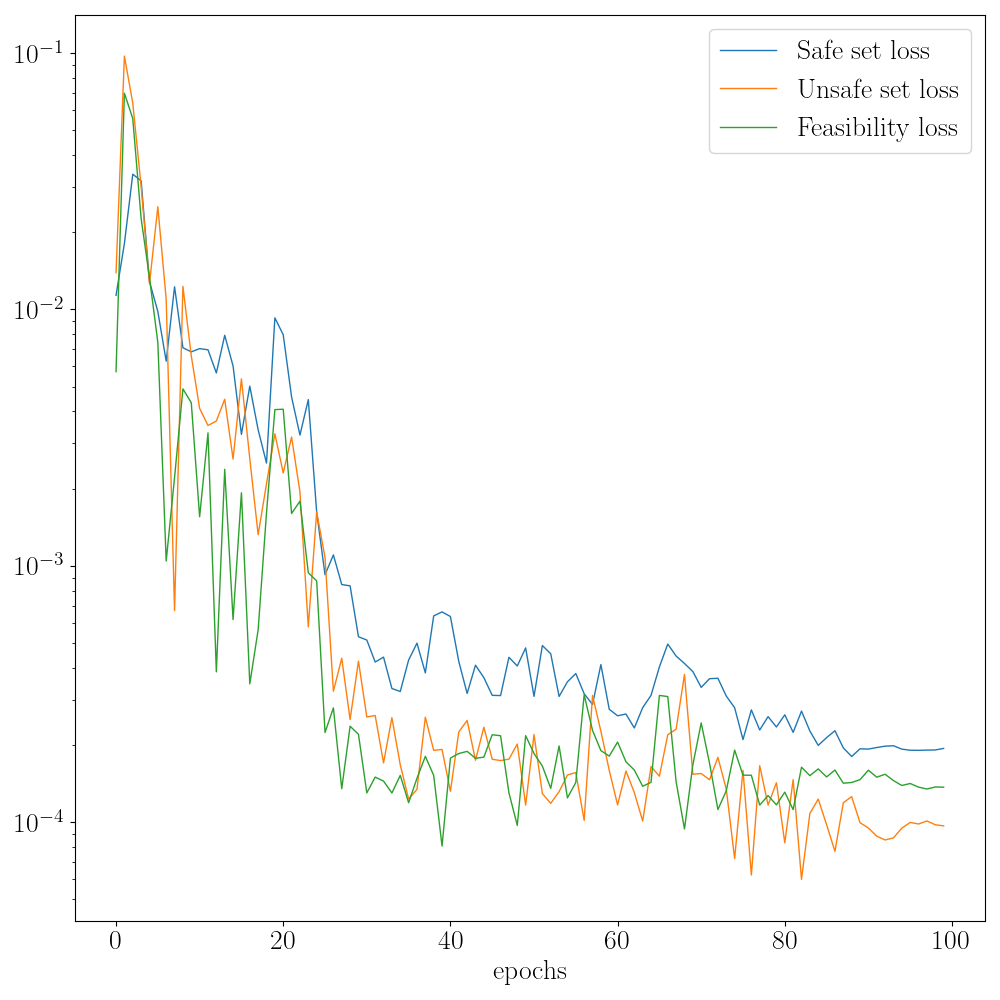 10⁻¹
10⁻²
10⁻³
10⁻⁴
Safe set loss
Unsafe set loss
Feasibility loss
0 20 40 60 80 100
epochs